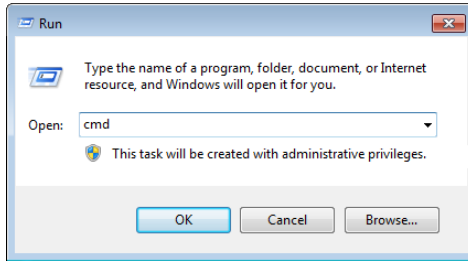 Run
Type the name of a program, folder, document, or Internet
resource, and Windows will open it for you.
Open: cmd
This task will be created with administrative privileges.
OK Cancel Browse...